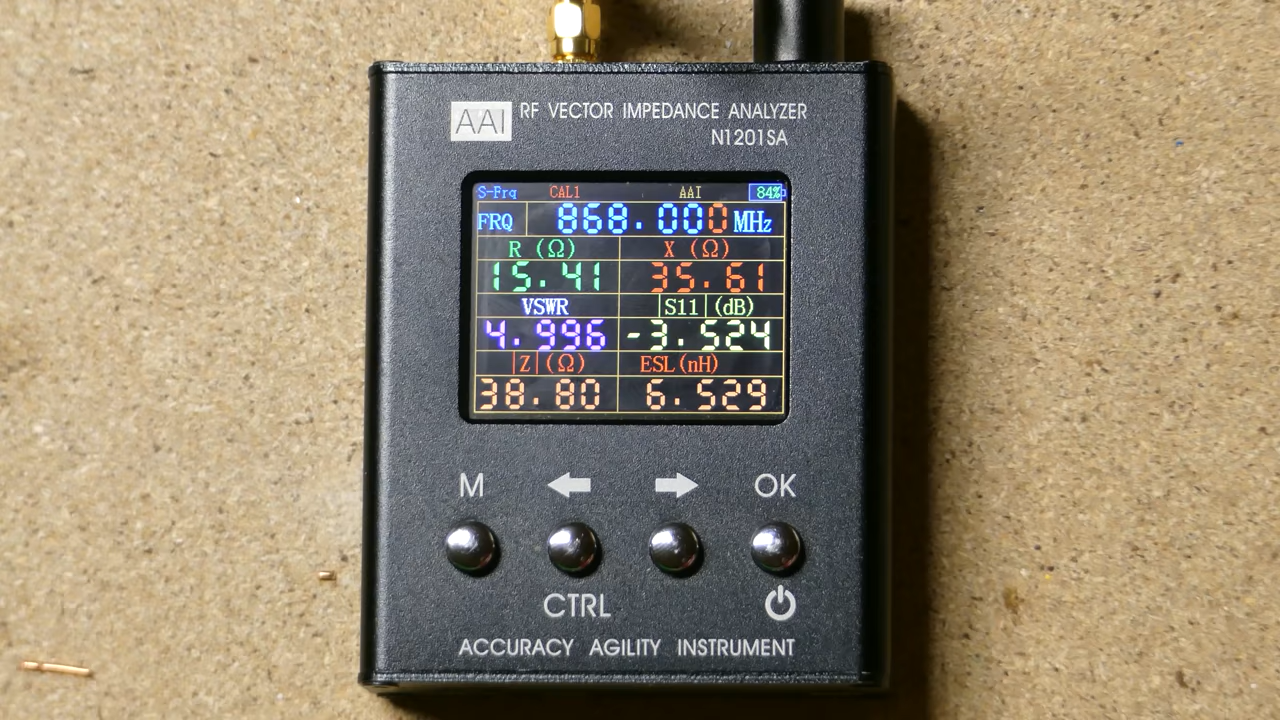 AAI RF VECTOR IMPEDANCE ANALYZER
N1201SA
S-Frq CAL1 AAI 84%
FRQ 868.000 MHz
R (Ω) X (Ω)
15.41 35.61
VSWR |S11| (dB)
4.996 -3.524
|Z| (Ω) ESL(nH)
38.80 6.529
M ← → OK
CTRL
ACCURACY AGILITY INSTRUMENT